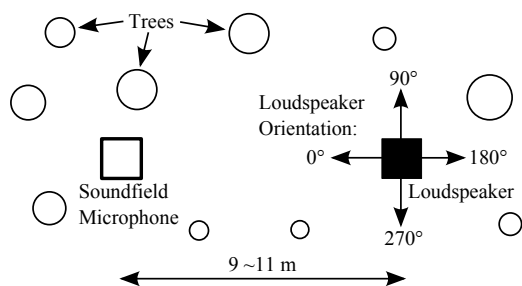 Trees
90°
Loudspeaker
Orientation:
0°
180°
Soundfield
Microphone
Loudspeaker
270°
9 ~11 m